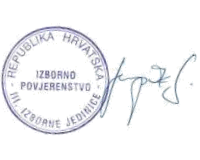 REPUBLIKA HRVATSKA
IZBORNO
POVJERENSTVO
III. IZBORNE JEDINICE